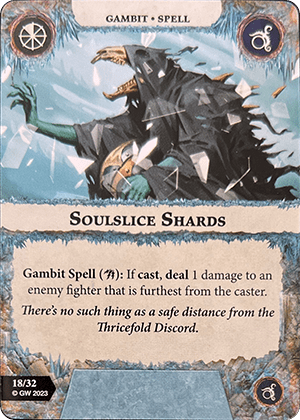 GAMBIT • SPELL
SOULSLICE SHARDS
Gambit Spell (): If cast, deal 1 damage to an
enemy fighter that is furthest from the caster.
There's no such thing as a safe distance from the
Thricefold Discord.
18/32
© GW 2023